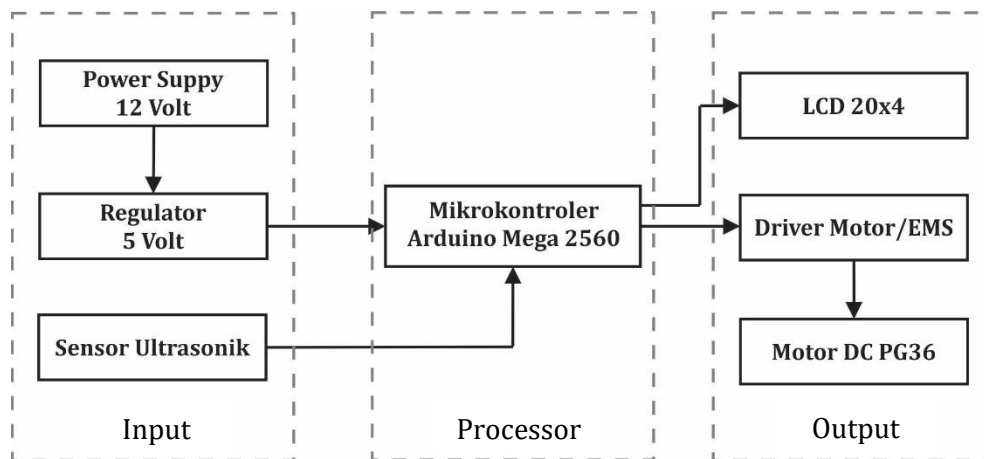 Power Suppy
12 Volt
Regulator
5 Volt
Sensor Ultrasonik
Input
Mikrokontroler
Arduino Mega 2560
Processor
LCD 20x4
Driver Motor/EMS
Motor DC PG36
Output